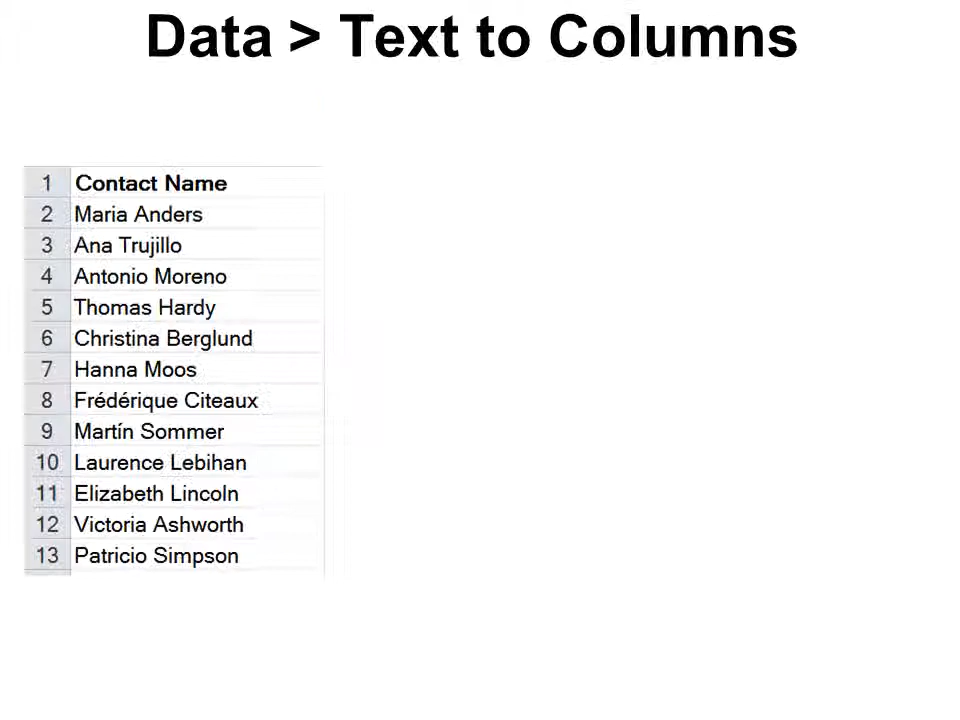 Data > Text to Columns
1 Contact Name
2 Maria Anders
3 Ana Trujillo
4 Antonio Moreno
5 Thomas Hardy
6 Christina Berglund
7 Hanna Moos
8 Frédérique Citeaux
9 Martín Sommer
10 Laurence Lebihan
11 Elizabeth Lincoln
12 Victoria Ashworth
13 Patricio Simpson